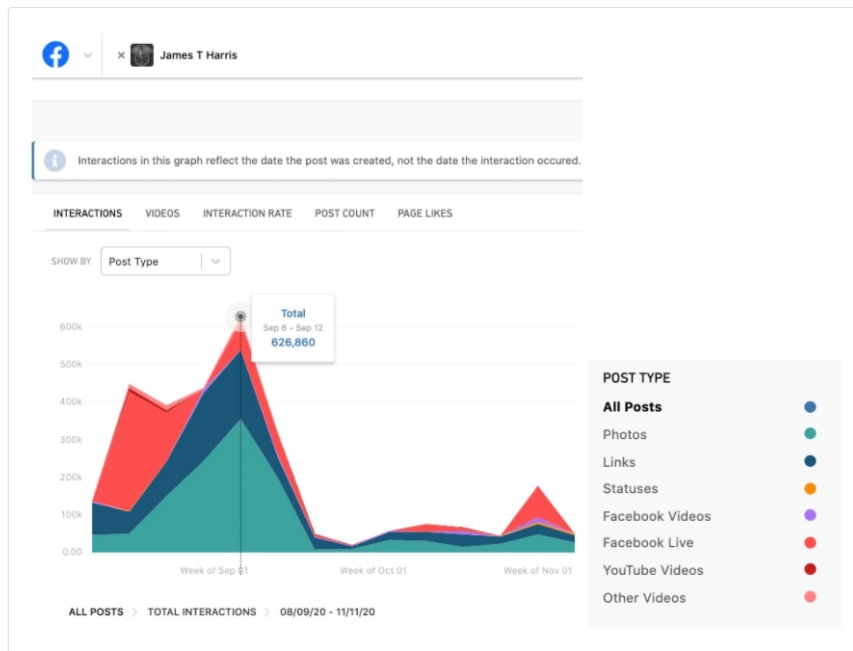 James T Harris
Interactions in this graph reflect the date the post was created, not the date the interaction occured.
INTERACTIONS VIDEOS INTERACTION RATE POST COUNT PAGE LIKES
SHOW BY Post Type
Total
Sep 6 - Sep 12
626,860
600k
500k
400k
300k
200k
100k
0.00
Week of Sep 01 Week of Oct 01 Week of Nov 01
ALL POSTS > TOTAL INTERACTIONS > 08/09/20 - 11/11/20
POST TYPE
All Posts
Photos
Links
Statuses
Facebook Videos
Facebook Live
YouTube Videos
Other Videos